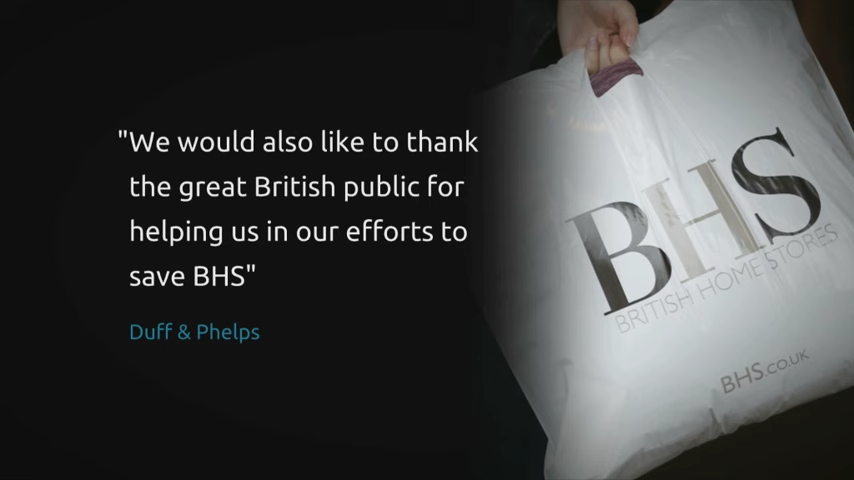 "We would also like to thank
the great British public for
helping us in our efforts to
save BHS"
Duff & Phelps
BHS
BRITISH HOME STORES
BHS.CO.UK